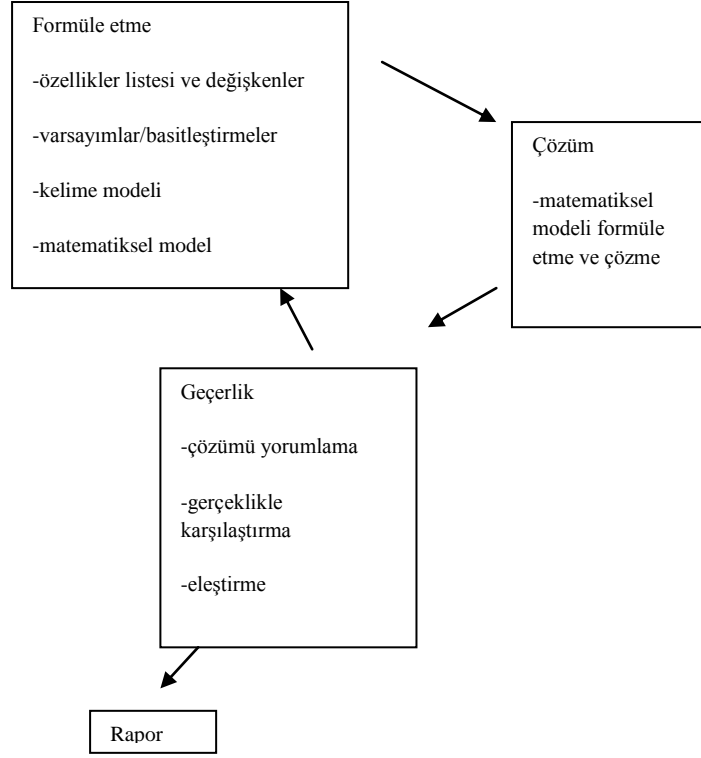 Formüle etme
-özellikler listesi ve değişkenler
-varsayımlar/basitleştirmeler
-kelime modeli
-matematiksel model
Çözüm
-matematiksel
modeli formüle
etme ve çözme
Geçerlik
-çözümü yorumlama
-gerçeklikle
karşılaştırma
-eleştirme
Rapor